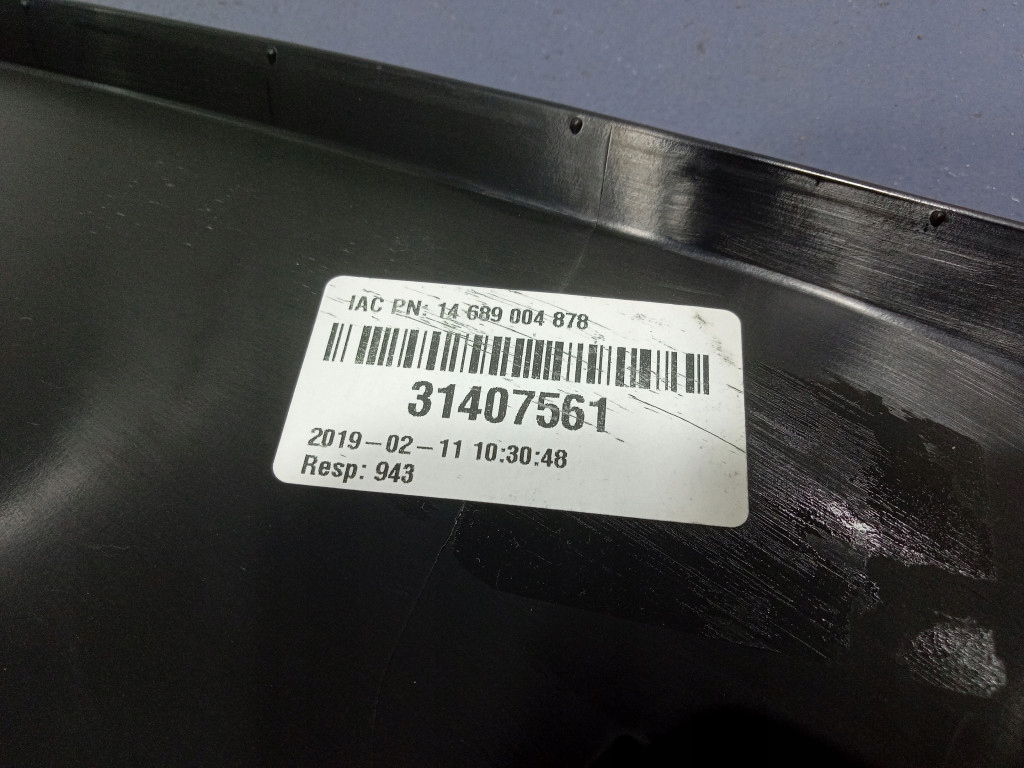 IAC PN: 14 689 004 878
31407561
2019-02-11 10:30:48
Resp: 943